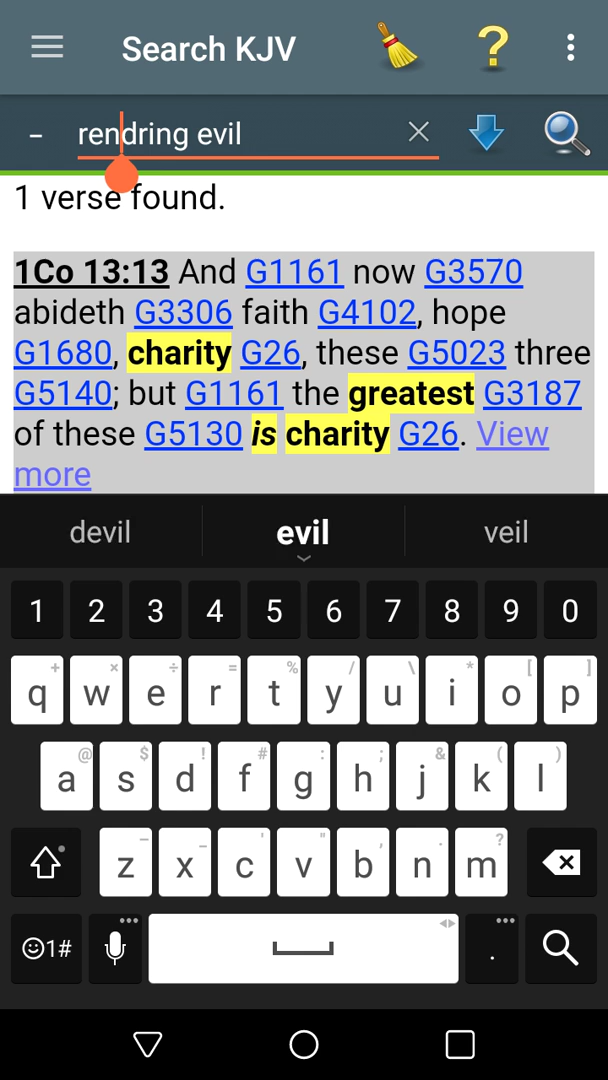 Search KJV
?
- rendring evil
1 verse found.
1Co 13:13 And G1161 now G3570
abideth G3306 faith G4102, hope
G1680, charity G26, these G5023 three
G5140; but G1161 the greatest G3187
of these G5130 is charity G26. View
more
devil evil veil
1 2 3 4 5 6 7 8 9 0
+ × ÷ = % / \ * [ ]
q w e r t y u i o p
@ $ ! # : ; & ( )
a s d f g h j k l
– _ ' " , . ?
z x c v b n m
☺1# .